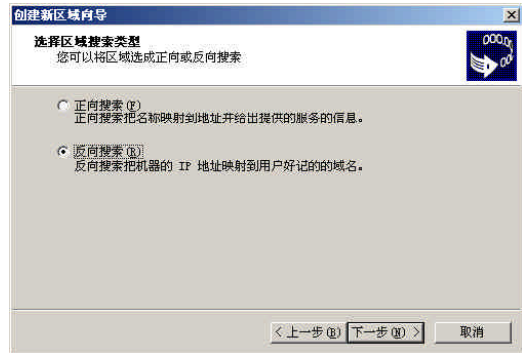 创建新区域向导
选择区域搜索类型
您可以将区域选成正向或反向搜索
正向搜索(F)
正向搜索把名称映射到地址并给出提供的服务的信息。
反向搜索(R)
反向搜索把机器的 IP 地址映射到用户好记的的域名。
<上一步(B) 下一步(N)> 取消